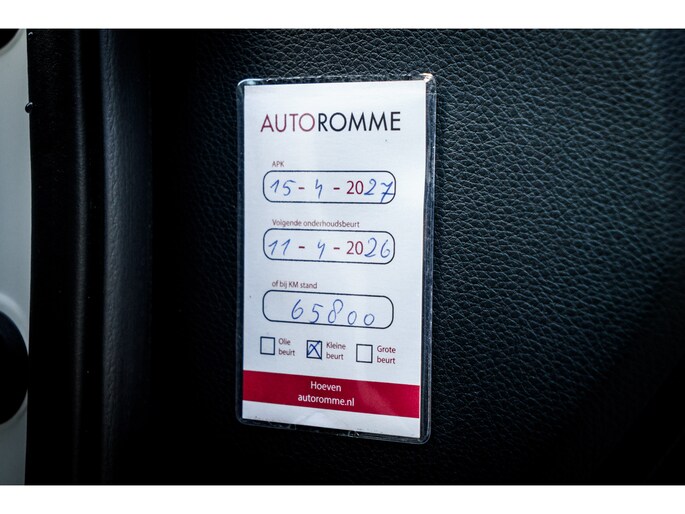 AUTOROMME
APK
15 - 4 - 2027
Volgende onderhoudsbeurt
11 - 4 - 2026
of bij KM stand
65800
Olie beurt
Kleine beurt
Grote beurt
Hoeven
autoromme.nl